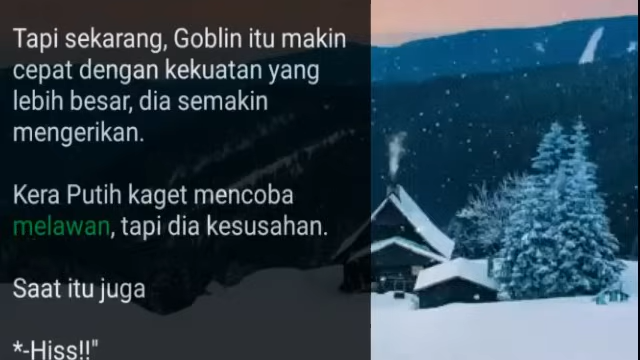 Tapi sekarang, Goblin itu makin
cepat dengan kekuatan yang
lebih besar, dia semakin
mengerikan.
Kera Putih kaget mencoba
melawan, tapi dia kesusahan.
Saat itu juga
*-Hiss!!"